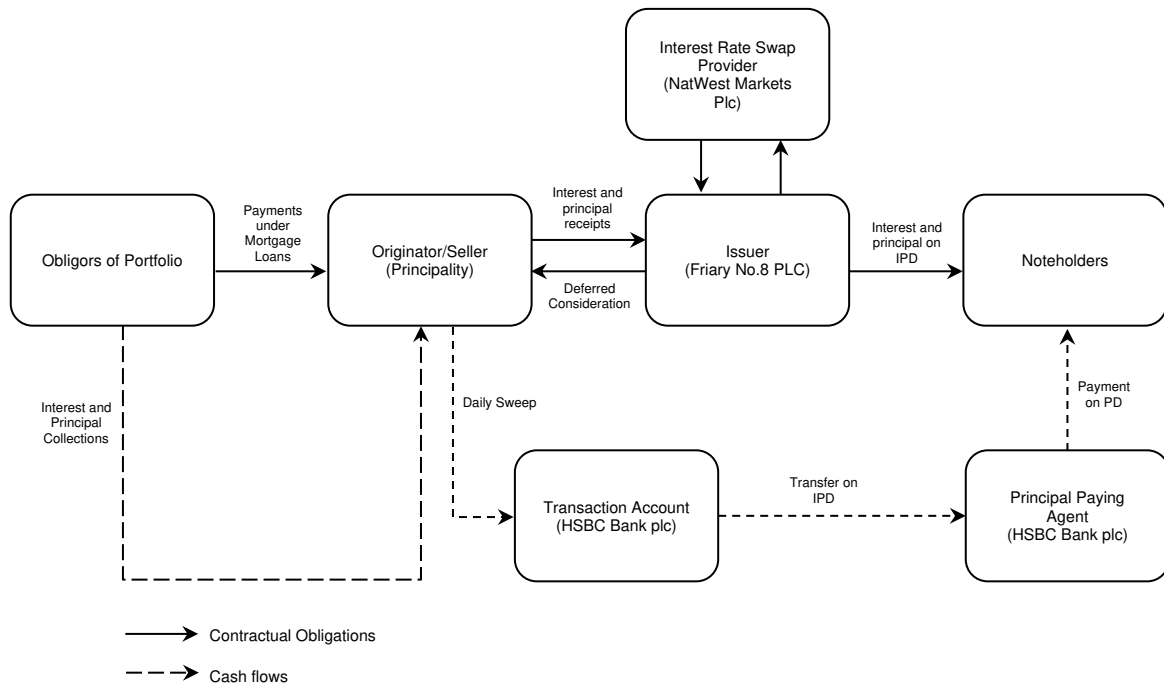 Interest Rate Swap
Provider
(NatWest Markets
Plc)
Obligors of Portfolio
Payments
under
Mortgage
Loans
Originator/Seller
(Principality)
Interest and
principal
receipts
Deferred
Consideration
Issuer
(Friary No.8 PLC)
Interest and
principal on
IPD
Noteholders
Interest and
Principal
Collections
Daily Sweep
Transaction Account
(HSBC Bank plc)
Transfer on
IPD
Principal Paying
Agent
(HSBC Bank plc)
Payment
on PD
Contractual Obligations
Cash flows